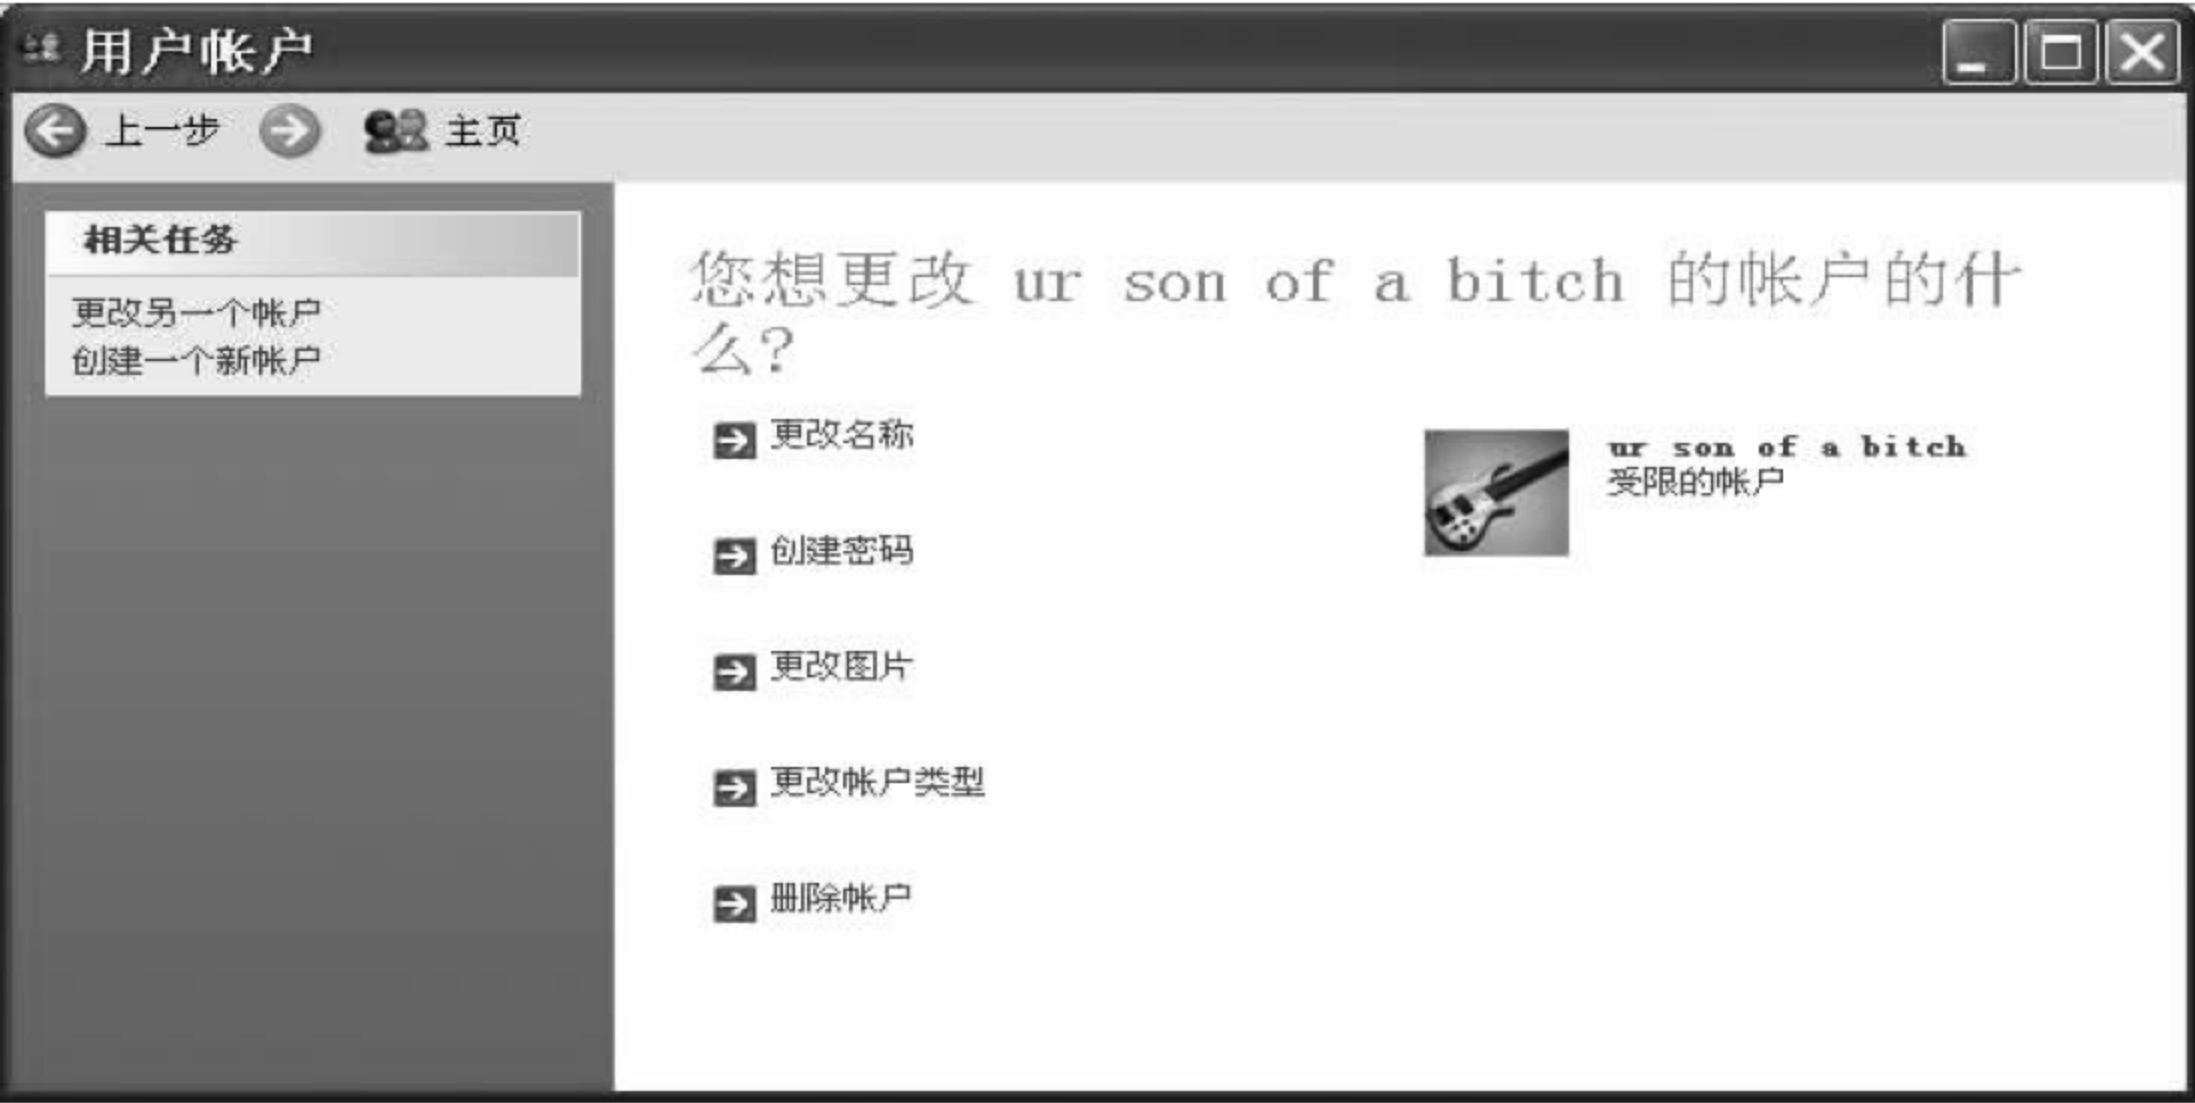 用户帐户
上一步 主页
相关任务
更改另一个帐户
创建一个新帐户
您想更改 ur son of a bitch 的帐户的什
么?
更改名称
ur son of a bitch
受限的帐户
创建密码
更改图片
更改帐户类型
删除帐户